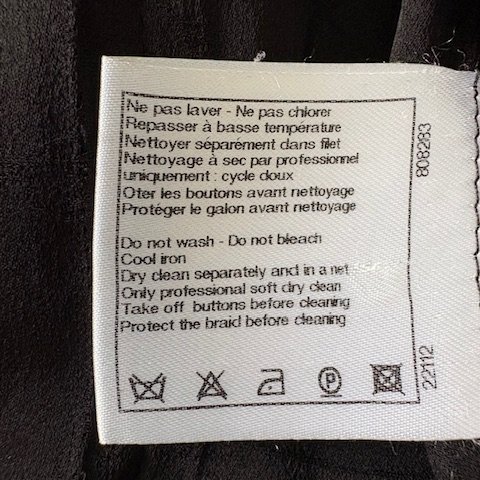 Ne pas laver - Ne pas chlorer
Repasser à basse température
Nettoyer séparément dans filet
Nettoyage à sec par professionnel
uniquement : cycle doux
Oter les boutons avant nettoyage
Protéger le galon avant nettoyage
Do not wash - Do not bleach
Cool iron
Dry clean separately and in a net
Only professional soft dry clean
Take off buttons before cleaning
Protect the braid before cleaning
P
808283
22112